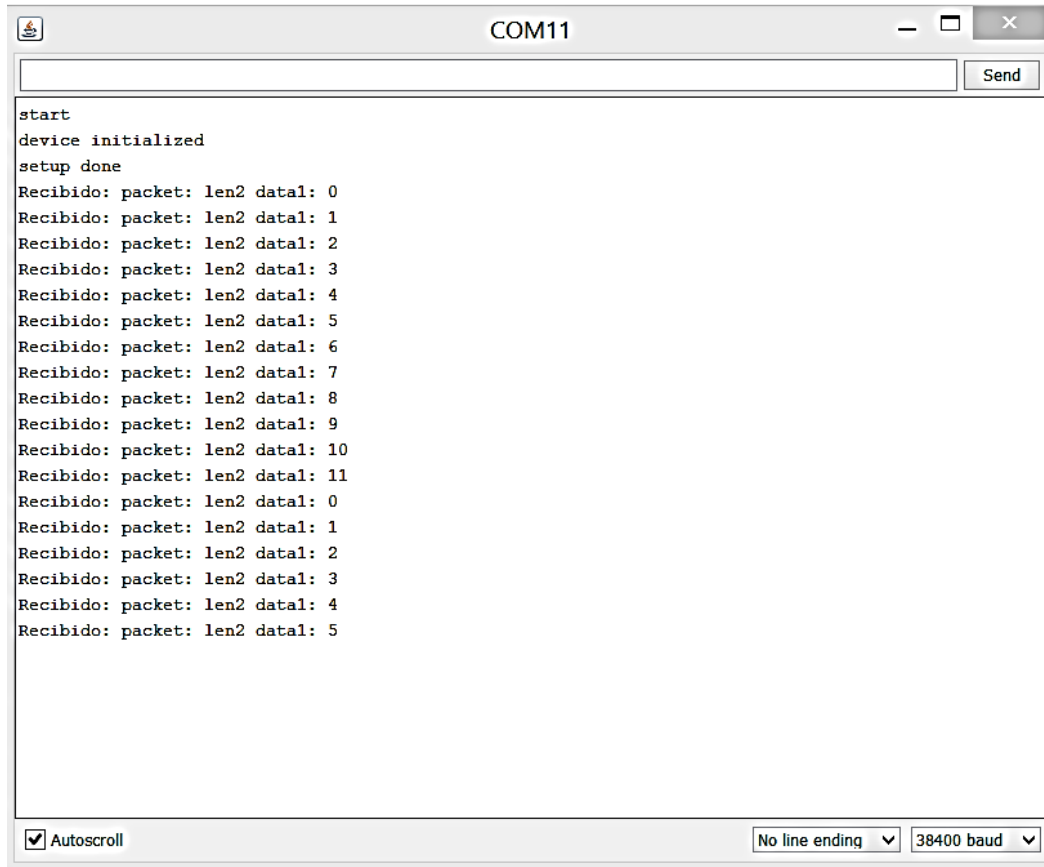 COM11
Send
start
device initialized
setup done
Recibido: packet: len2 data1: 0
Recibido: packet: len2 data1: 1
Recibido: packet: len2 data1: 2
Recibido: packet: len2 data1: 3
Recibido: packet: len2 data1: 4
Recibido: packet: len2 data1: 5
Recibido: packet: len2 data1: 6
Recibido: packet: len2 data1: 7
Recibido: packet: len2 data1: 8
Recibido: packet: len2 data1: 9
Recibido: packet: len2 data1: 10
Recibido: packet: len2 data1: 11
Recibido: packet: len2 data1: 0
Recibido: packet: len2 data1: 1
Recibido: packet: len2 data1: 2
Recibido: packet: len2 data1: 3
Recibido: packet: len2 data1: 4
Recibido: packet: len2 data1: 5
Autoscroll No line ending 38400 baud